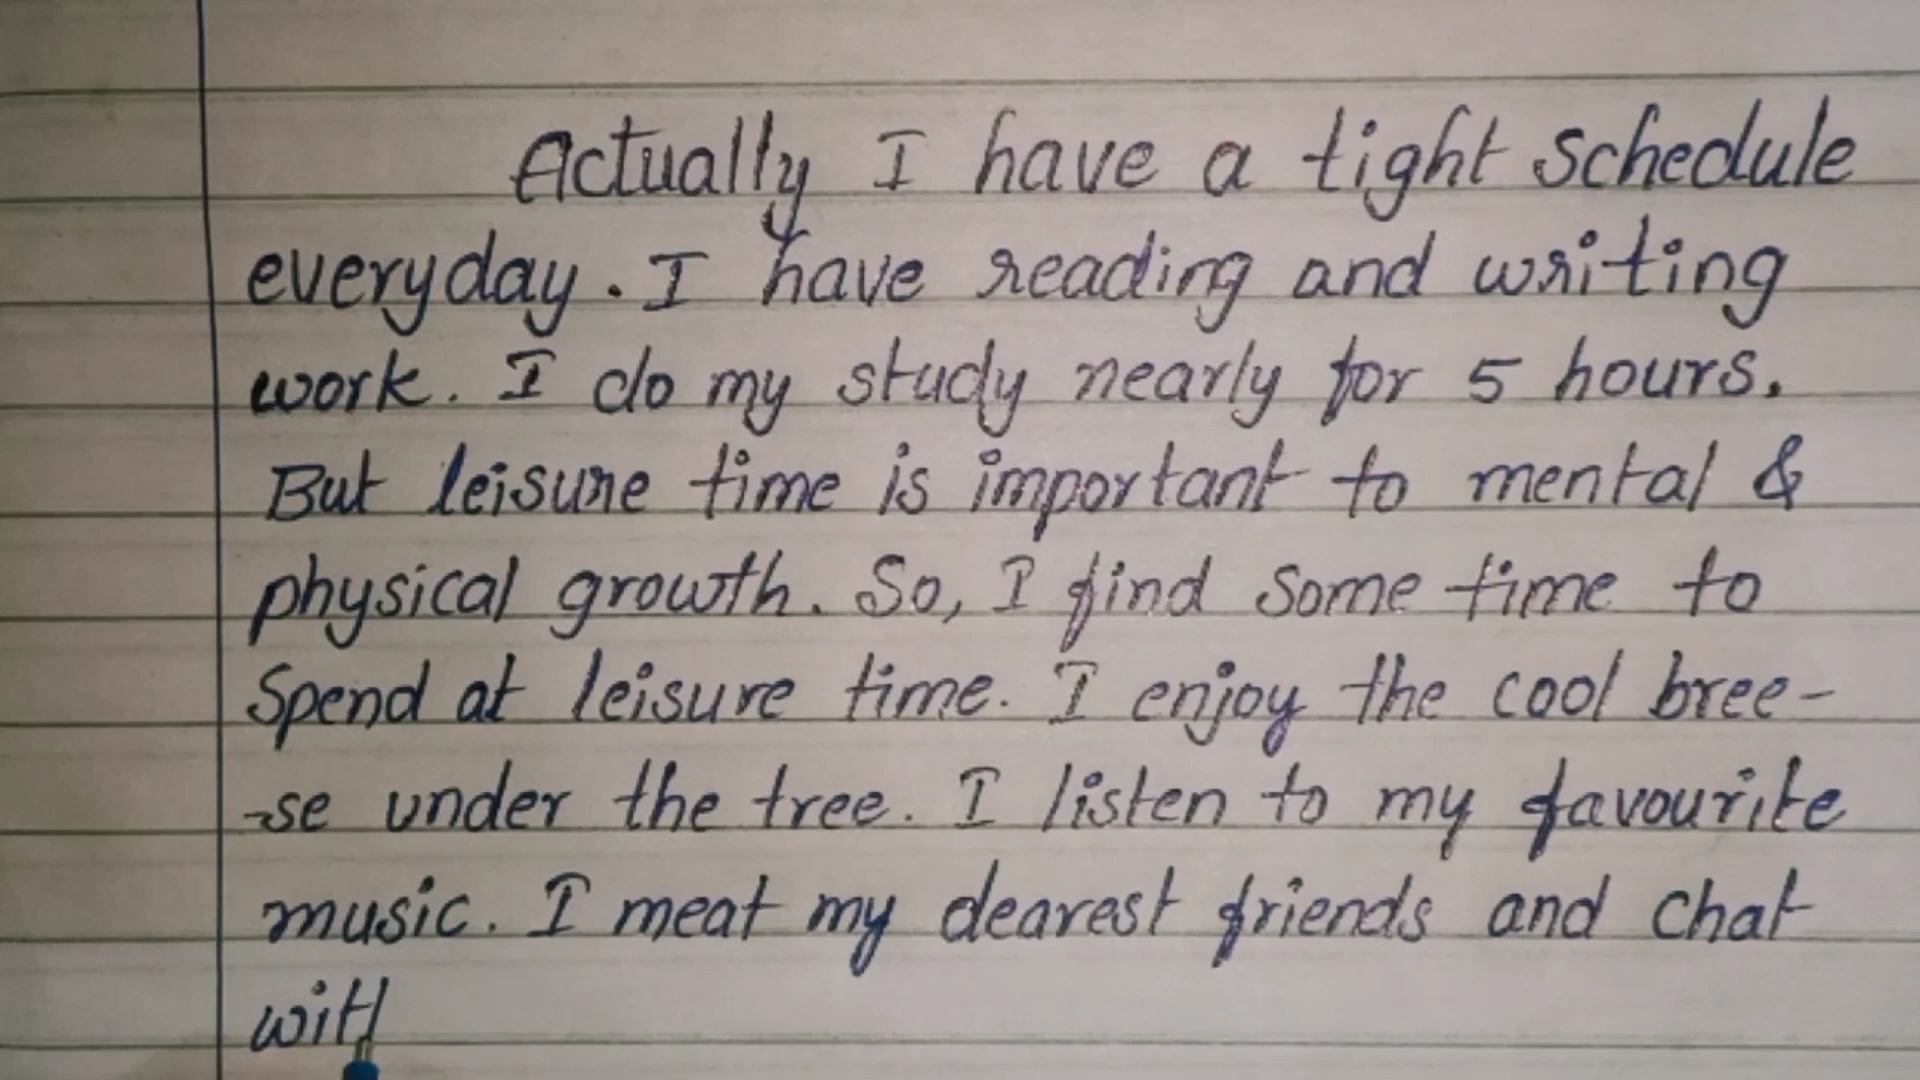 Actually I have a tight schedule
everyday. I have reading and writing
work. I do my study nearly for 5 hours.
But leisure time is important to mental &
physical growth. So, I find some time to
Spend at leisure time. I enjoy the cool bree-
-se under the tree. I listen to my favourite
music. I meat my dearest friends and chat